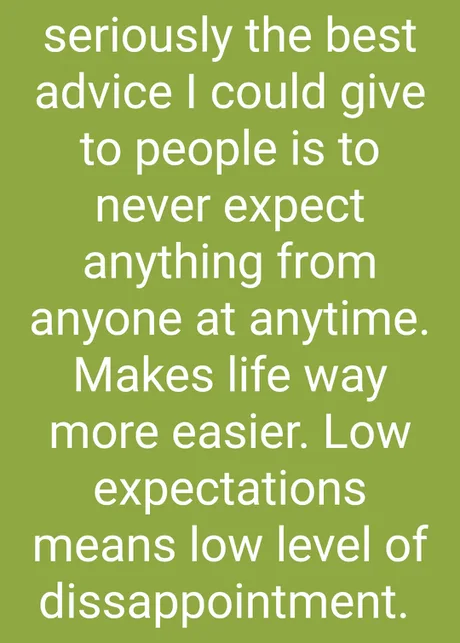 seriously the best
advice I could give
to people is to
never expect
anything from
anyone at anytime.
Makes life way
more easier. Low
expectations
means low level of
dissappointment.